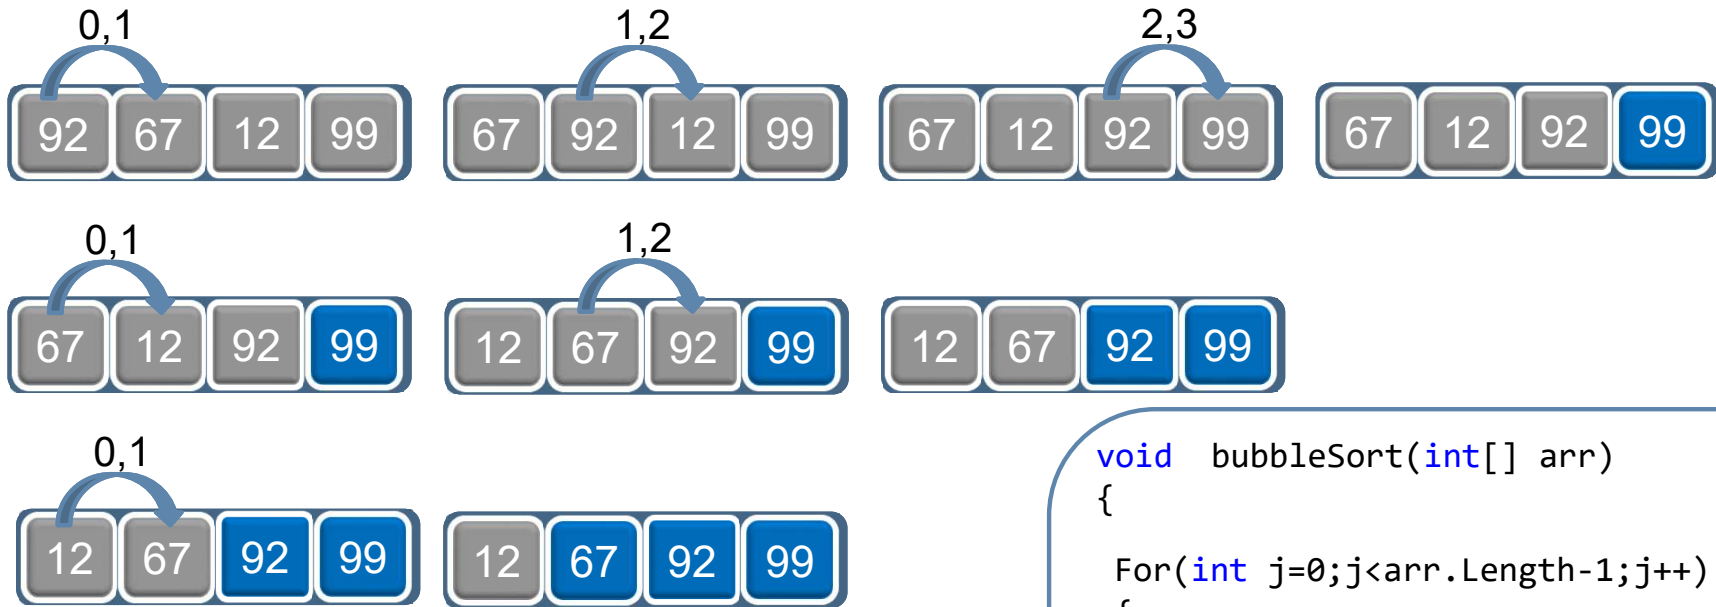 0,1 1,2 2,3
92 67 12 99 67 92 12 99 67 12 92 99 67 12 92 99
0,1 1,2
67 12 92 99 12 67 92 99 12 67 92 99
0,1
12 67 92 99 12 67 92 99
void bubbleSort(int[] arr)
{
For(int j=0;j<arr.Length-1;j++)
{